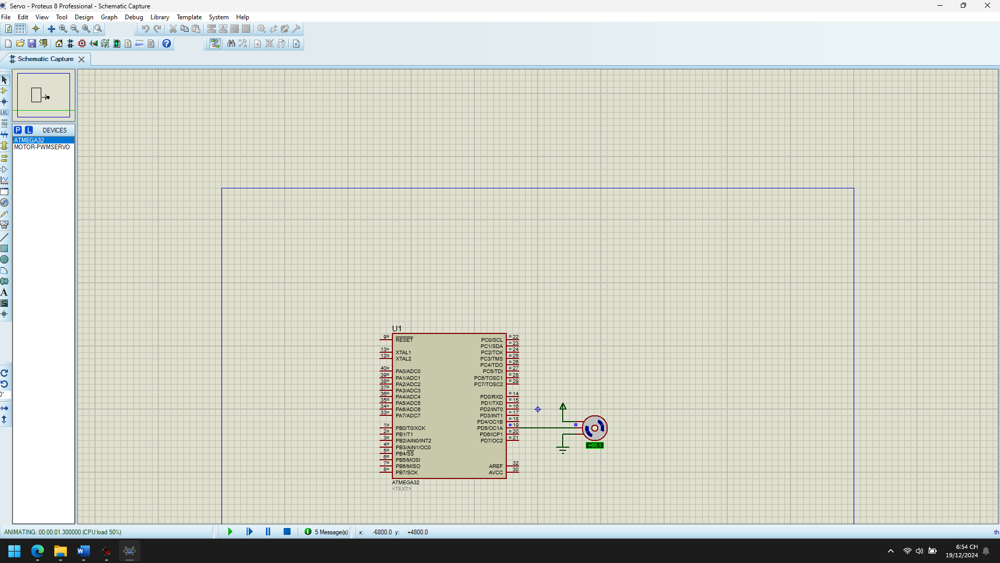 Servo - Proteus 8 Professional - Schematic Capture
File Edit View Tool Design Graph Debug Library Template System Help
Schematic Capture
LBL
P L DEVICES
ATMEGA32
MOTOR-PWMSERVO
A
S
0°
U1
9 RESET
13 XTAL1
12 XTAL2
40 PA0/ADC0
39 PA1/ADC1
38 PA2/ADC2
37 PA3/ADC3
36 PA4/ADC4
35 PA5/ADC5
34 PA6/ADC6
33 PA7/ADC7
1 PB0/T0/XCK
2 PB1/T1
3 PB2/AIN0/INT2
4 PB3/AIN1/OC0
5 PB4/SS
6 PB5/MOSI
7 PB6/MISO
8 PB7/SCK
PC0/SCL 22
PC1/SDA 23
PC2/TCK 24
PC3/TMS 25
PC4/TDO 26
PC5/TDI 27
PC6/TOSC1 28
PC7/TOSC2 29
PD0/RXD 14
PD1/TXD 15
PD2/INT0 16
PD3/INT1 17
PD4/OC1B 18
PD5/OC1A 19
PD6/ICP1 20
PD7/OC2 21
AREF 32
AVCC 30
ATMEGA32
<TEXT>
+65.1
ANIMATING: 00:00:01.300000 (CPU load 50%)
5 Message(s)
x: -6800.0 y: +4800.0
th
6:54 CH
19/12/2024